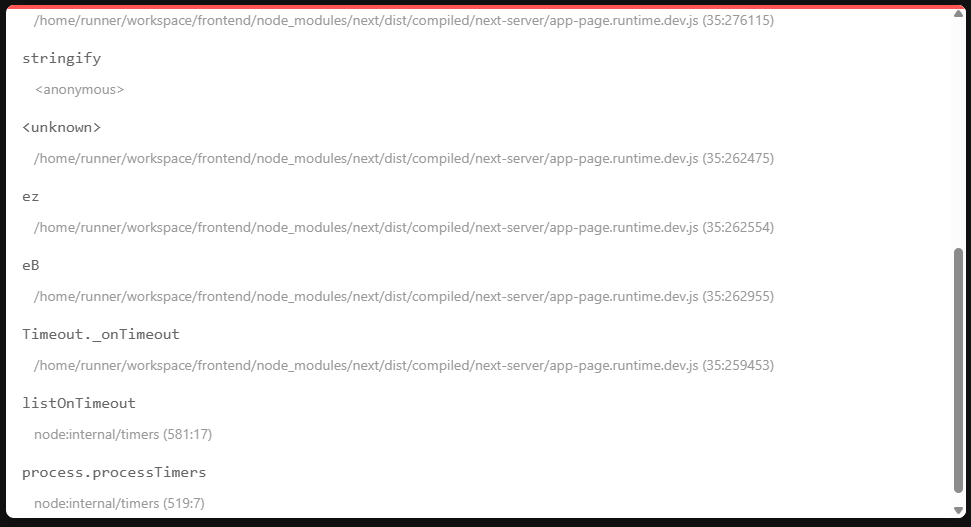 /home/runner/workspace/frontend/node_modules/next/dist/compiled/next-server/app-page.runtime.dev.js (35:276115)
stringify
<anonymous>
<unknown>
/home/runner/workspace/frontend/node_modules/next/dist/compiled/next-server/app-page.runtime.dev.js (35:262475)
ez
/home/runner/workspace/frontend/node_modules/next/dist/compiled/next-server/app-page.runtime.dev.js (35:262554)
eB
/home/runner/workspace/frontend/node_modules/next/dist/compiled/next-server/app-page.runtime.dev.js (35:262955)
Timeout._onTimeout
/home/runner/workspace/frontend/node_modules/next/dist/compiled/next-server/app-page.runtime.dev.js (35:259453)
listOnTimeout
node:internal/timers (581:17)
process.processTimers
node:internal/timers (519:7)